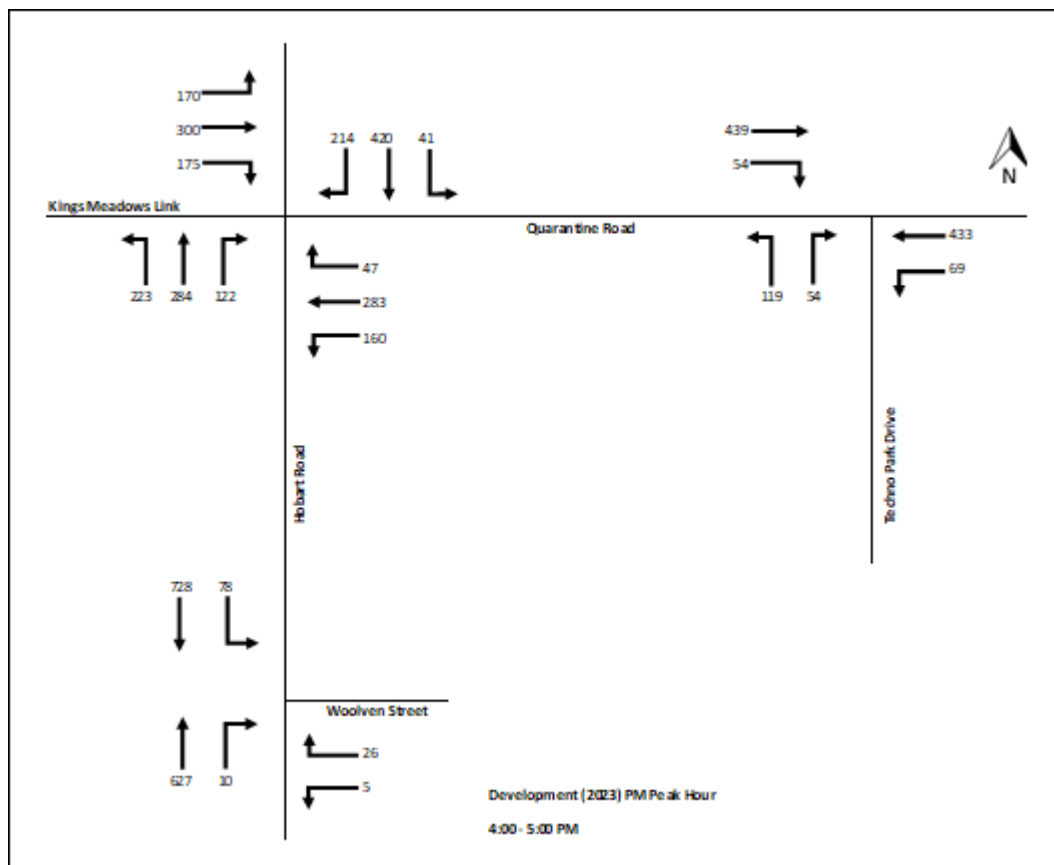 170
300
175
214 420 41
439
54
N
Kings Meadows Link
Quarantine Road
223 284 122
47
283
160
119 54
433
69
Hobart Road
Techno Park Drive
728 78
Woolven Street
627 10
26
5
Development (2023) PM Peak Hour
4:00 - 5:00 PM